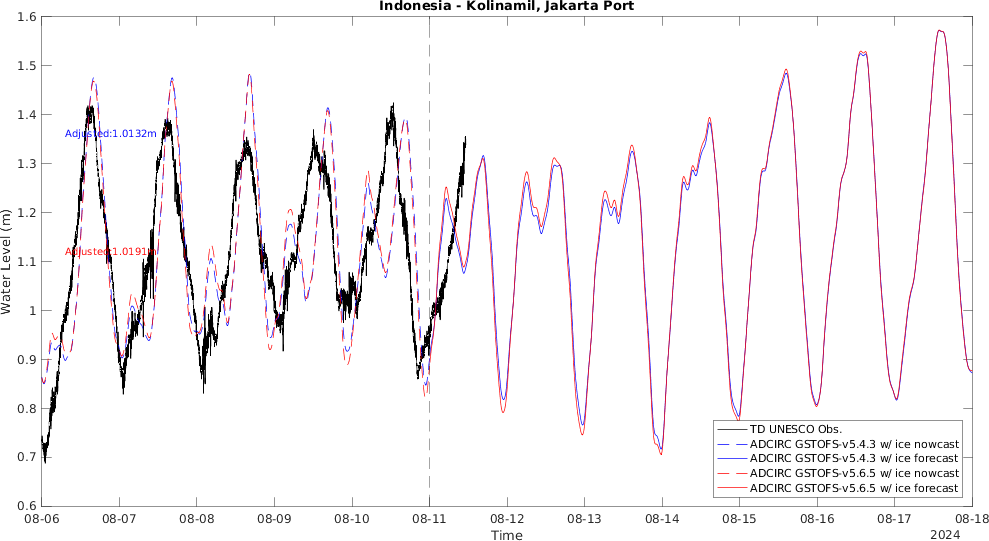 Indonesia - Kolinamil, Jakarta Port
Water Level (m)
1.6
1.5
1.4
1.3
1.2
1.1
1
0.9
0.8
0.7
0.6
Adjusted:1.0132m
Adjusted:1.0191m
TD UNESCO Obs.
ADCIRC GSTOFS-v5.4.3 w/ ice nowcast
ADCIRC GSTOFS-v5.4.3 w/ ice forecast
ADCIRC GSTOFS-v5.6.5 w/ ice nowcast
ADCIRC GSTOFS-v5.6.5 w/ ice forecast
08-06 08-07 08-08 08-09 08-10 08-11 08-12 08-13 08-14 08-15 08-16 08-17 08-18
Time
2024